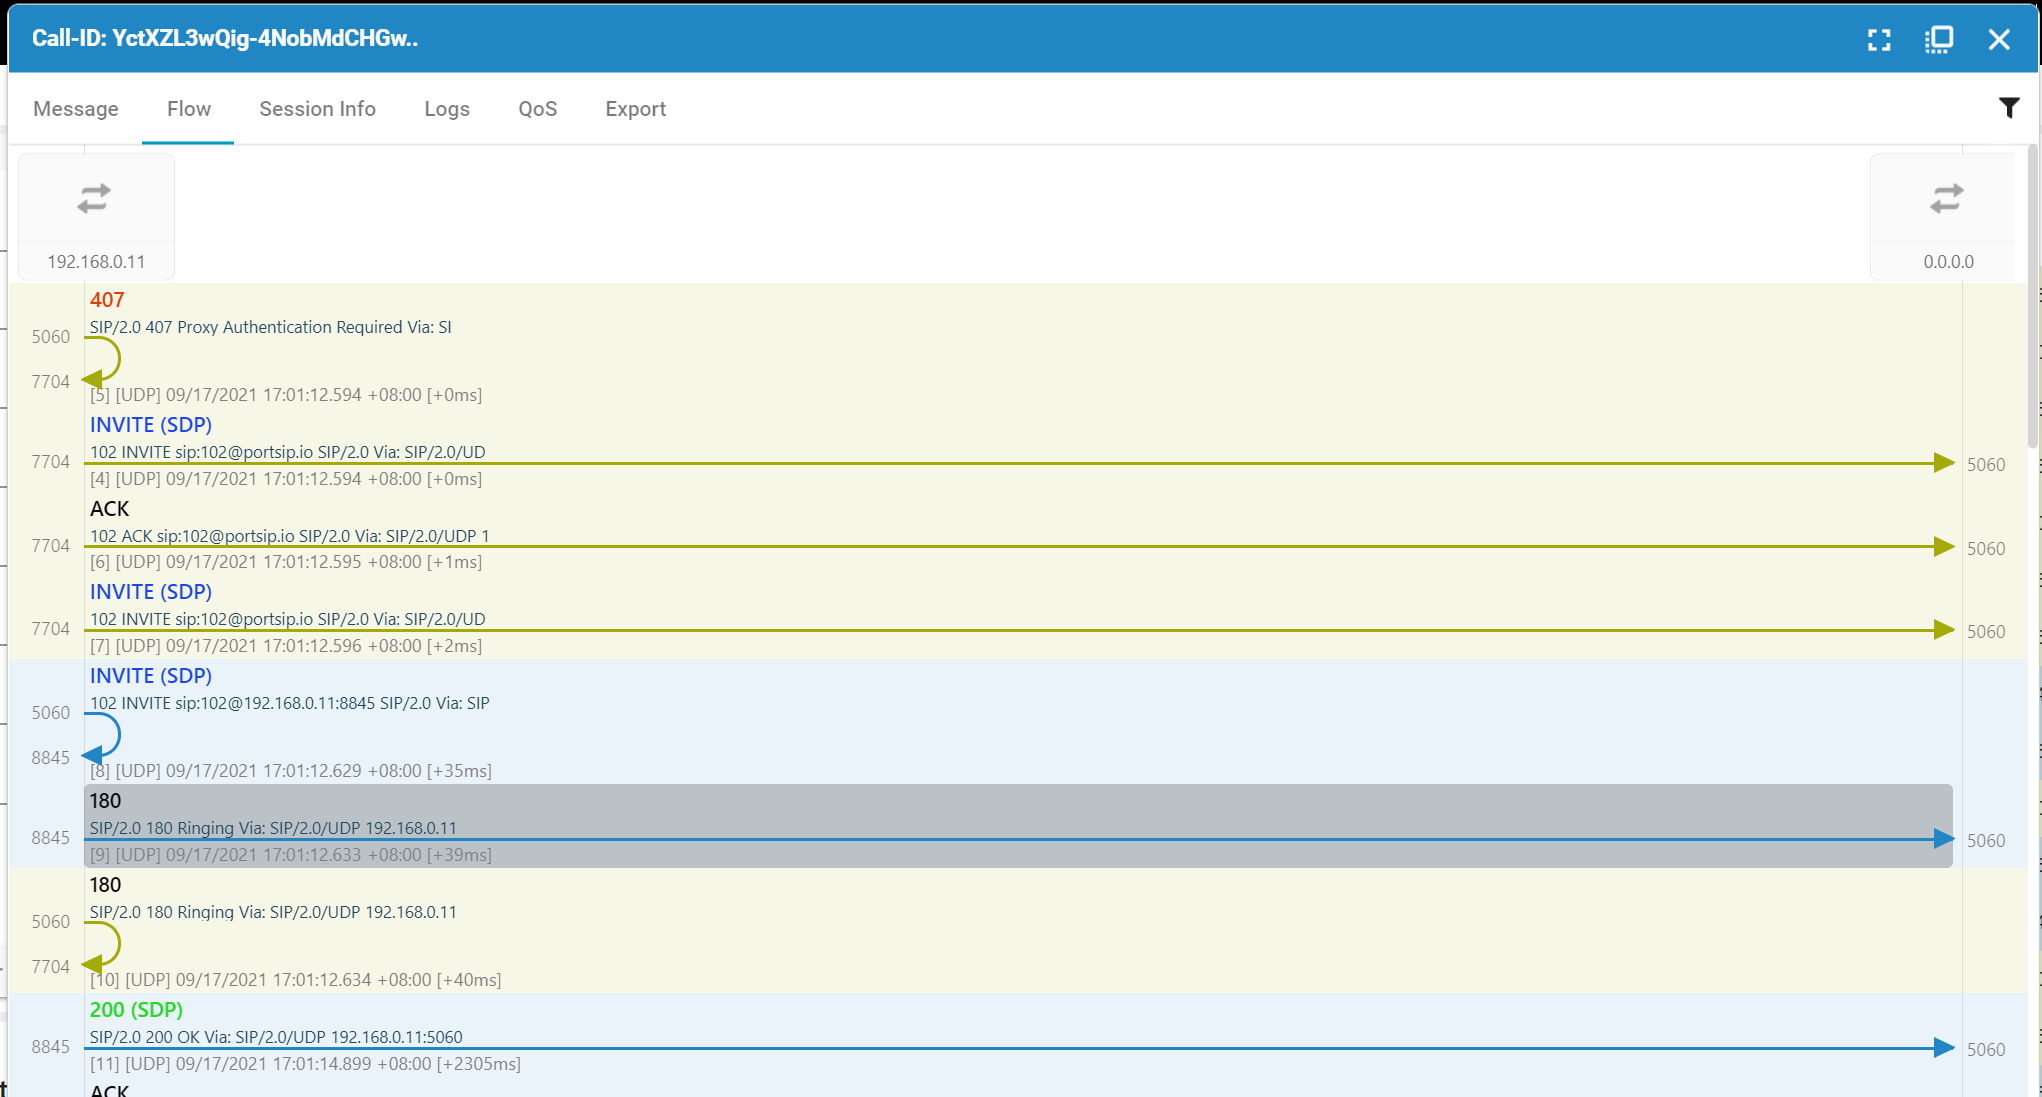 Call-ID: YctXZL3wQig-4NobMdCHGw..
Message Flow Session Info Logs QoS Export
192.168.0.11 0.0.0.0
407
SIP/2.0 407 Proxy Authentication Required Via: SI
5060
7704
[5] [UDP] 09/17/2021 17:01:12.594 +08:00 [+0ms]
INVITE (SDP)
102 INVITE sip:102@portsip.io SIP/2.0 Via: SIP/2.0/UD
7704 5060
[4] [UDP] 09/17/2021 17:01:12.594 +08:00 [+0ms]
ACK
102 ACK sip:102@portsip.io SIP/2.0 Via: SIP/2.0/UDP 1
7704 5060
[6] [UDP] 09/17/2021 17:01:12.595 +08:00 [+1ms]
INVITE (SDP)
102 INVITE sip:102@portsip.io SIP/2.0 Via: SIP/2.0/UD
7704 5060
[7] [UDP] 09/17/2021 17:01:12.596 +08:00 [+2ms]
INVITE (SDP)
102 INVITE sip:102@192.168.0.11:8845 SIP/2.0 Via: SIP
5060
8845
[8] [UDP] 09/17/2021 17:01:12.629 +08:00 [+35ms]
180
SIP/2.0 180 Ringing Via: SIP/2.0/UDP 192.168.0.11
8845 5060
[9] [UDP] 09/17/2021 17:01:12.633 +08:00 [+39ms]
180
SIP/2.0 180 Ringing Via: SIP/2.0/UDP 192.168.0.11
5060
7704
[10] [UDP] 09/17/2021 17:01:12.634 +08:00 [+40ms]
200 (SDP)
SIP/2.0 200 OK Via: SIP/2.0/UDP 192.168.0.11:5060
8845 5060
[11] [UDP] 09/17/2021 17:01:14.899 +08:00 [+2305ms]
ACK